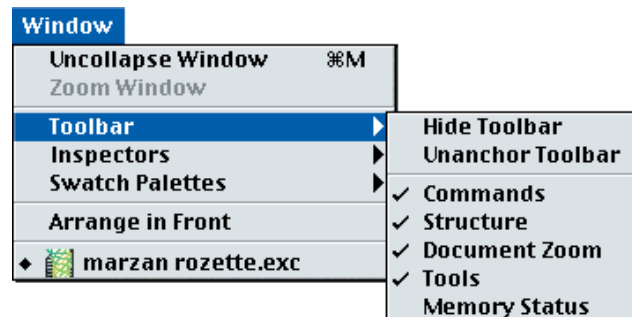 Window
Uncollapse Window ⌘M
Zoom Window
Toolbar
Inspectors
Swatch Palettes
Arrange in Front
◆ marzan rozette.exc
Hide Toolbar
Unanchor Toolbar
✓ Commands
✓ Structure
✓ Document Zoom
✓ Tools
Memory Status